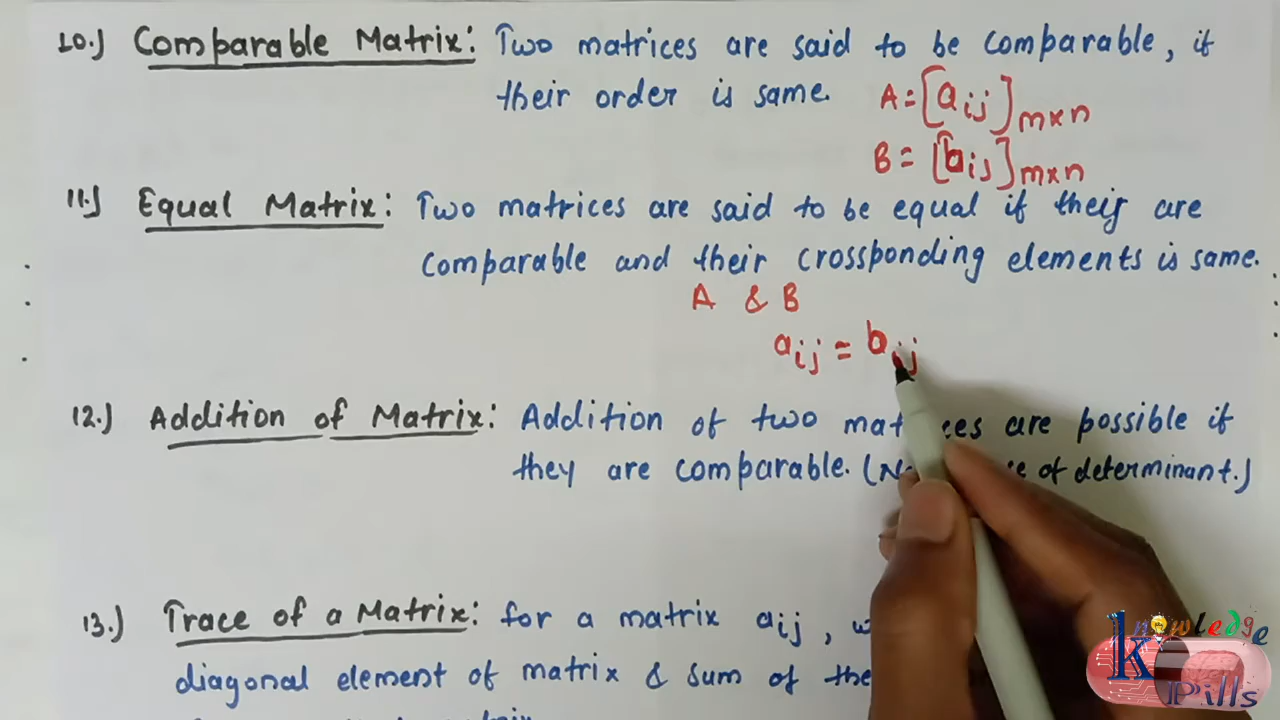 10.) Comparable Matrix: Two matrices are said to be comparable, if
their order is same. A = [aij]m×n
B = [bij]m×n
11.) Equal Matrix: Two matrices are said to be equal if their are
comparable and their crossponding elements is same.
A & B
aij = bij
12.) Addition of Matrix: Addition of two matrices are possible if
they are comparable. ( of determinant.)
13.) Trace of a Matrix: for a matrix aij,
diagonal element of matrix & sum of the
knowledge
Pills